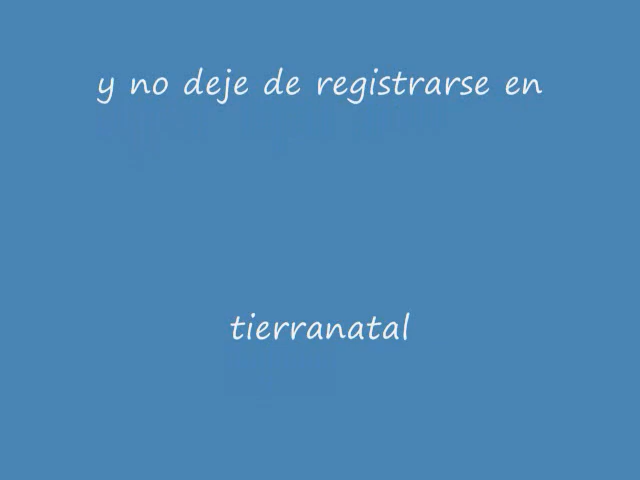 y no deje de registrarse en
tierranatal